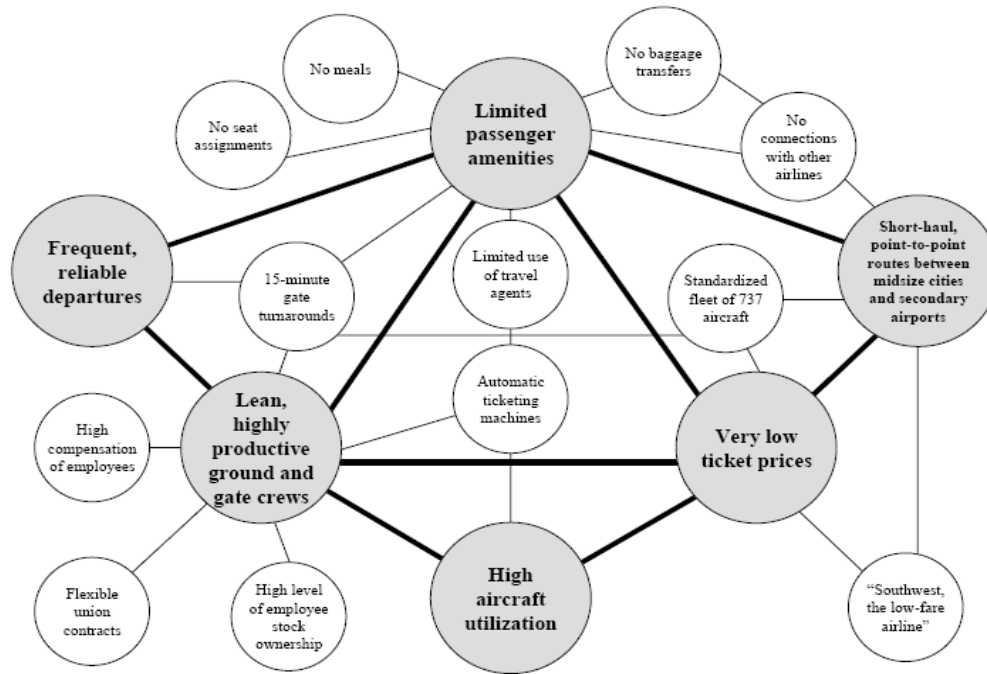 No meals
No baggage
transfers
Limited
passenger
amenities
No seat
assignments
No
connections
with other
airlines
Frequent,
reliable
departures
15-minute
gate
turnarounds
Limited use
of travel
agents
Standardized
fleet of 737
aircraft
Short-haul,
point-to-point
routes between
midsize cities
and secondary
airports
High
compensation
of employees
Lean,
highly
productive
ground and
gate crews
Automatic
ticketing
machines
Very low
ticket prices
Flexible
union
contracts
High level
of employee
stock
ownership
High
aircraft
utilization
“Southwest,
the low-fare
airline”